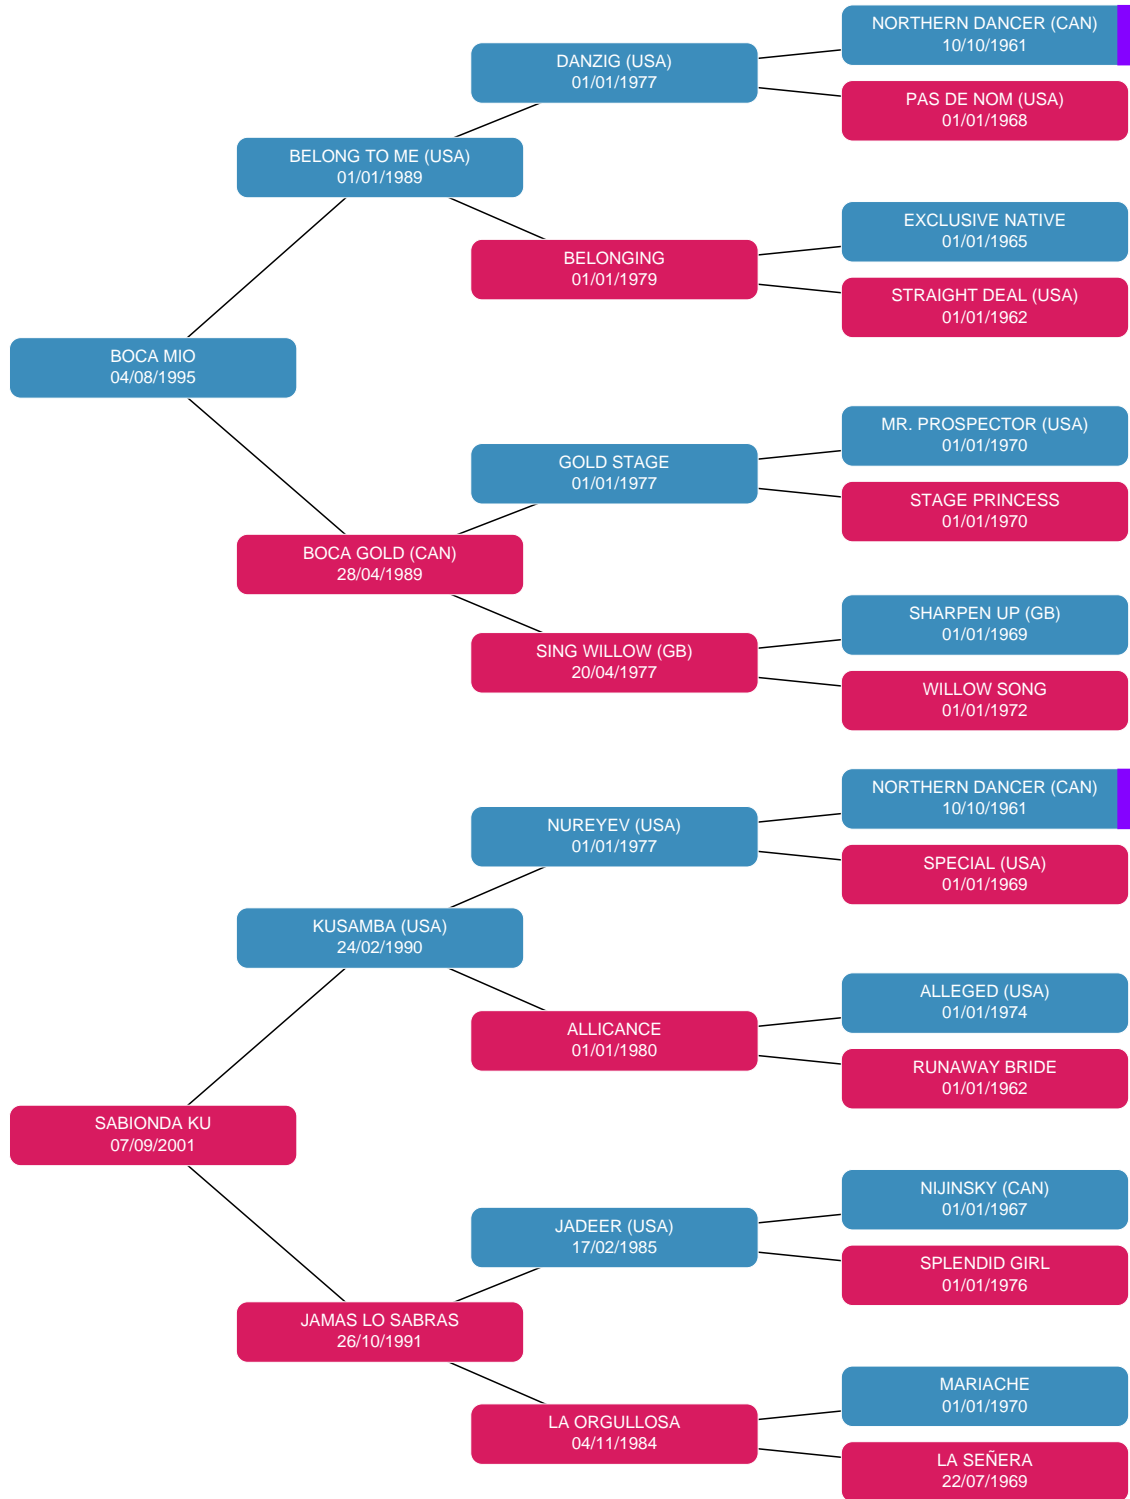 NORTHERN DANCER (CAN)
10/10/1961
DANZIG (USA)
01/01/1977
PAS DE NOM (USA)
01/01/1968
BELONG TO ME (USA)
01/01/1989
EXCLUSIVE NATIVE
01/01/1965
BELONGING
01/01/1979
STRAIGHT DEAL (USA)
01/01/1962
BOCA MIO
04/08/1995
MR. PROSPECTOR (USA)
01/01/1970
GOLD STAGE
01/01/1977
STAGE PRINCESS
01/01/1970
BOCA GOLD (CAN)
28/04/1989
SHARPEN UP (GB)
01/01/1969
SING WILLOW (GB)
20/04/1977
WILLOW SONG
01/01/1972
NORTHERN DANCER (CAN)
10/10/1961
NUREYEV (USA)
01/01/1977
SPECIAL (USA)
01/01/1969
KUSAMBA (USA)
24/02/1990
ALLEGED (USA)
01/01/1974
ALLICANCE
01/01/1980
RUNAWAY BRIDE
01/01/1962
SABIONDA KU
07/09/2001
NIJINSKY (CAN)
01/01/1967
JADEER (USA)
17/02/1985
SPLENDID GIRL
01/01/1976
JAMAS LO SABRAS
26/10/1991
MARIACHE
01/01/1970
LA ORGULLOSA
04/11/1984
LA SEÑERA
22/07/1969